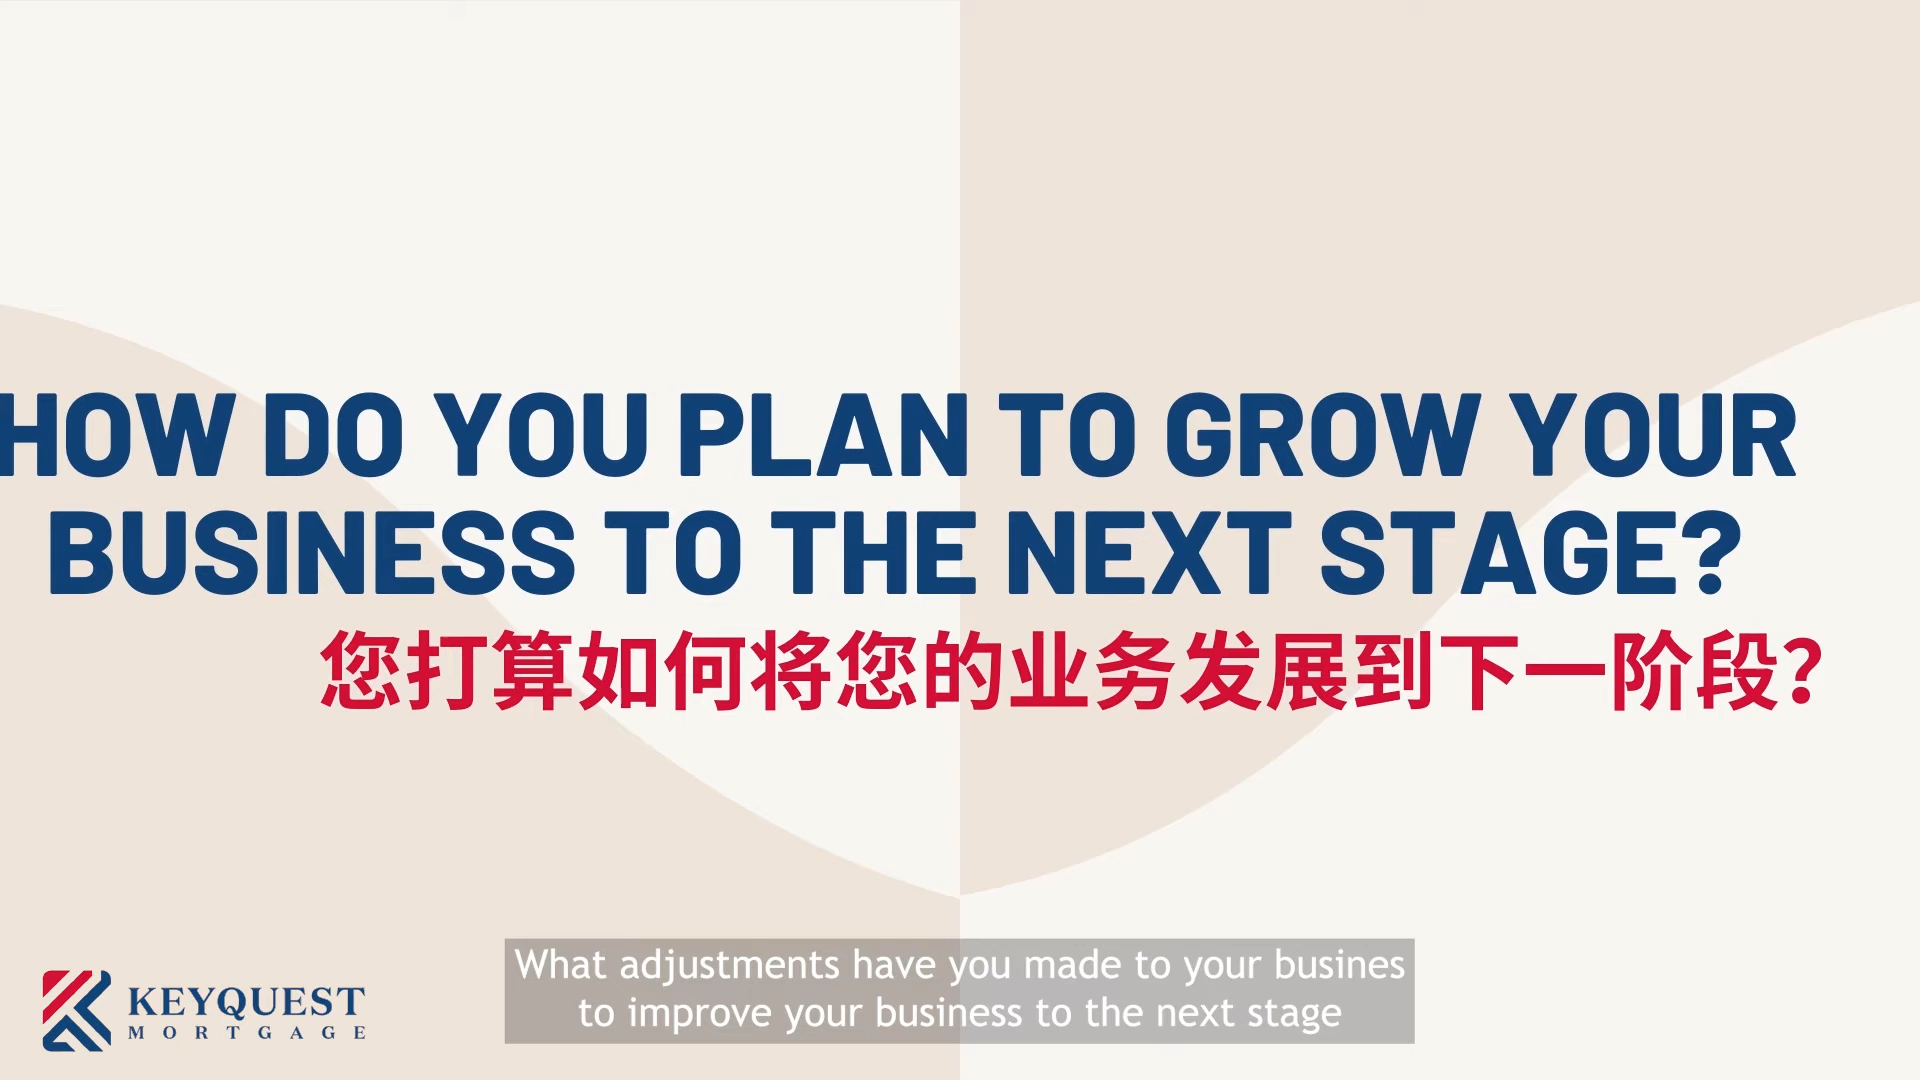 HOW DO YOU PLAN TO GROW YOUR
BUSINESS TO THE NEXT STAGE?
您打算如何将您的业务发展到下一阶段?
What adjustments have you made to your busines
to improve your business to the next stage
KEYQUEST
MORTGAGE